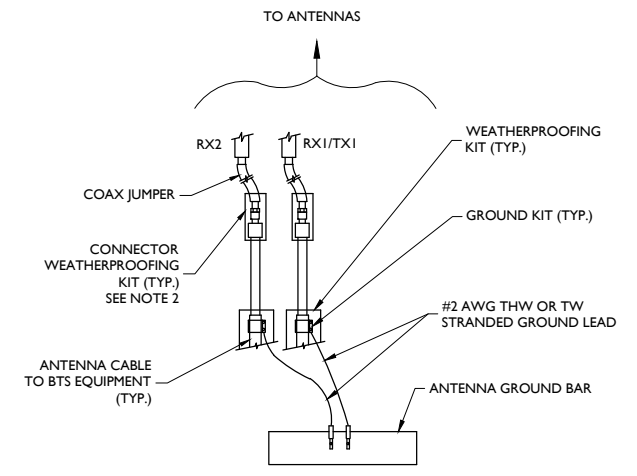 TO ANTENNAS
RX2
RX1/TX1
WEATHERPROOFING
KIT (TYP.)
COAX JUMPER
GROUND KIT (TYP.)
CONNECTOR
WEATHERPROOFING
KIT (TYP.)
SEE NOTE 2
#2 AWG THW OR TW
STRANDED GROUND LEAD
ANTENNA CABLE
TO BTS EQUIPMENT
(TYP.)
ANTENNA GROUND BAR